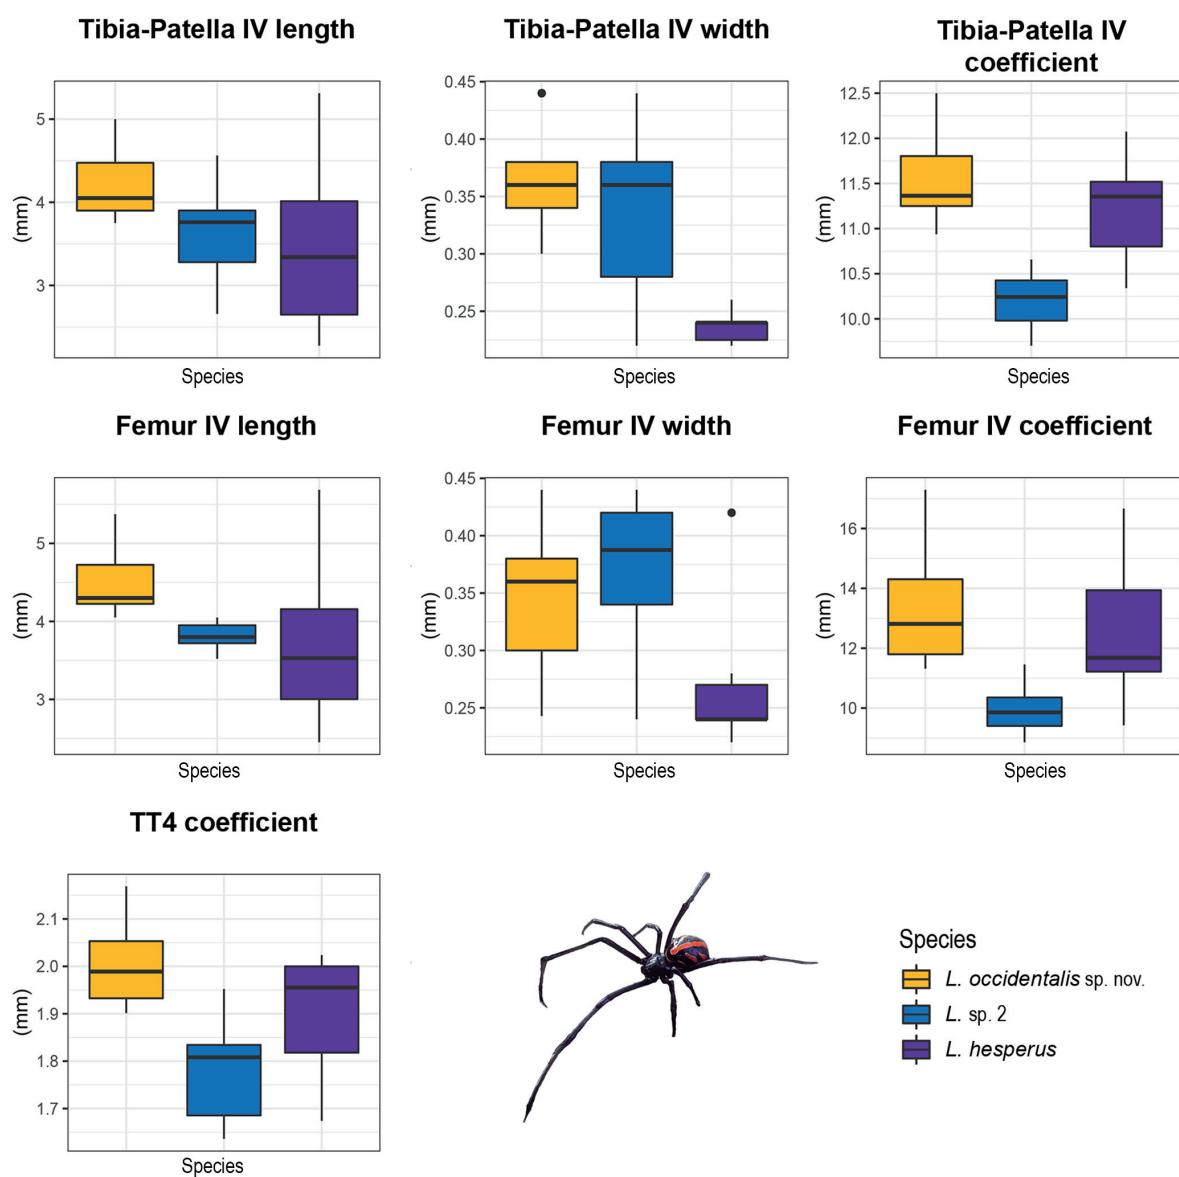 Tibia-Patella IV length
5
4
3
(mm)
Species
Tibia-Patella IV width
0.45
0.40
0.35
0.30
0.25
(mm)
Species
Tibia-Patella IV
coefficient
12.5
12.0
11.5
11.0
10.5
10.0
(mm)
Species
Femur IV length
5
4
3
(mm)
Species
Femur IV width
0.45
0.40
0.35
0.30
0.25
(mm)
Species
Femur IV coefficient
16
14
12
10
(mm)
Species
TT4 coefficient
2.1
2.0
1.9
1.8
1.7
(mm)
Species
Species
L. occidentalis sp. nov.
L. sp. 2
L. hesperus